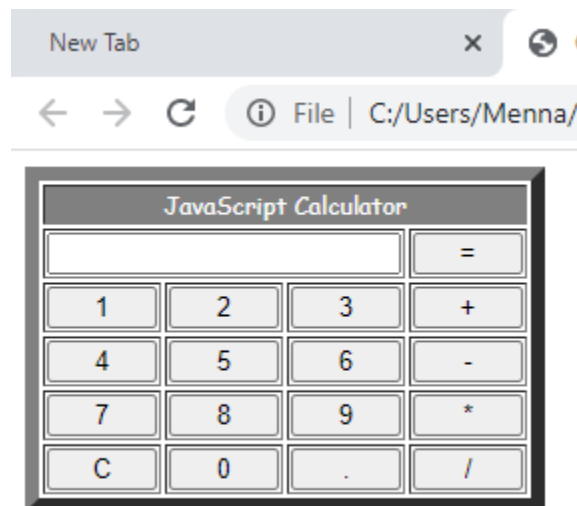 New Tab
File | C:/Users/Menna/
JavaScript Calculator
=
1 2 3 +
4 5 6 -
7 8 9 *
C 0 . /